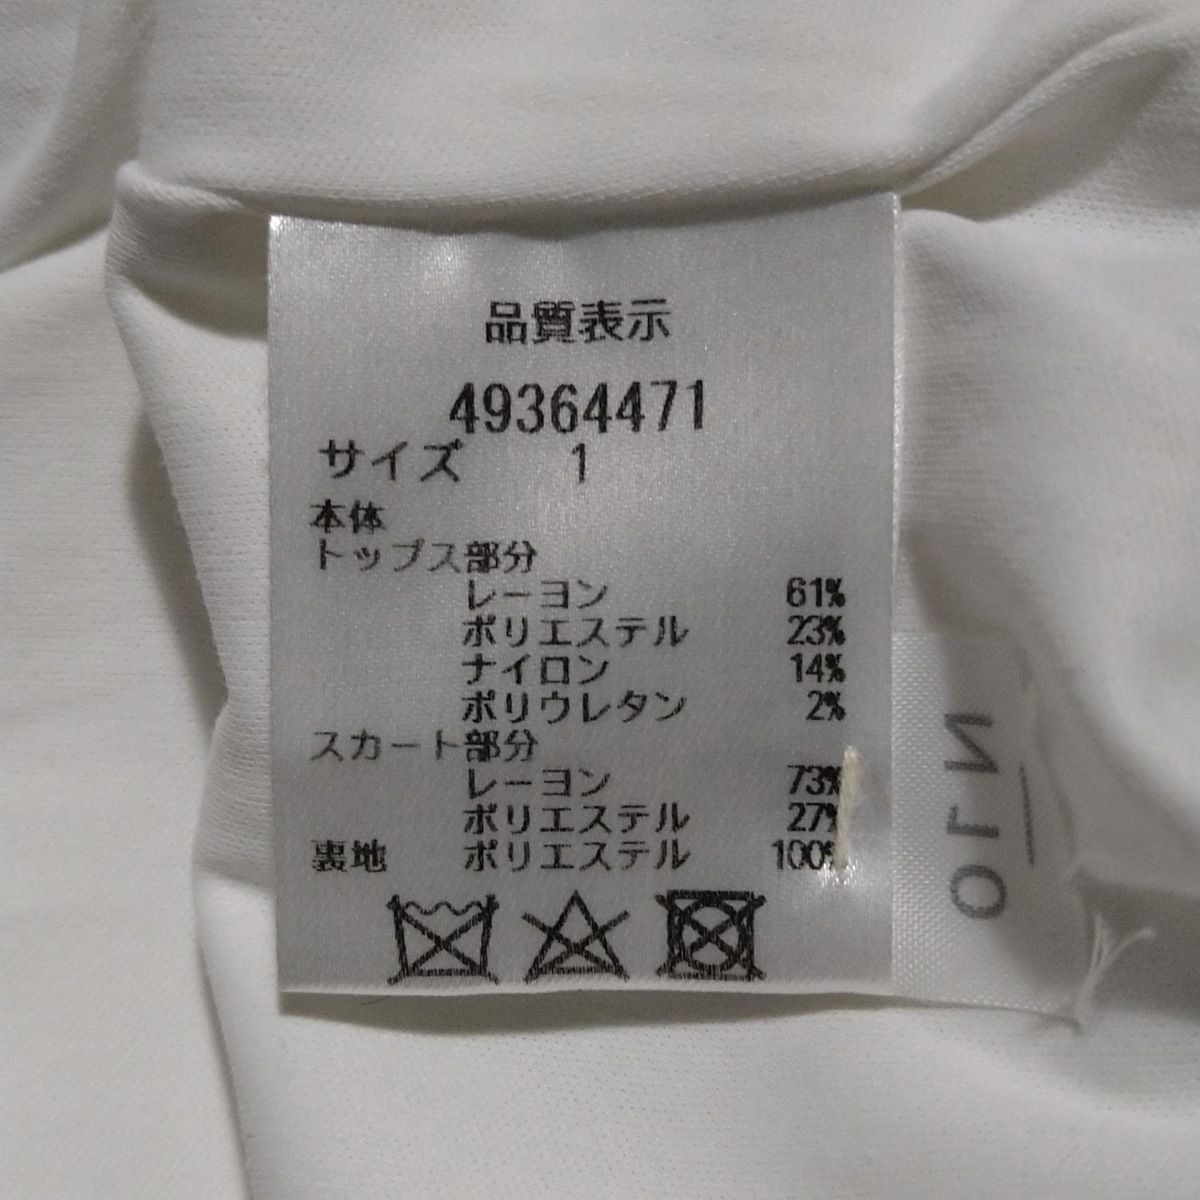 品質表示
49364471
サイズ 1
本体
トップス部分
レーヨン 61%
ポリエステル 23%
ナイロン 14%
ポリウレタン 2%
スカート部分
レーヨン 73%
ポリエステル 27%
裏地 ポリエステル 100%